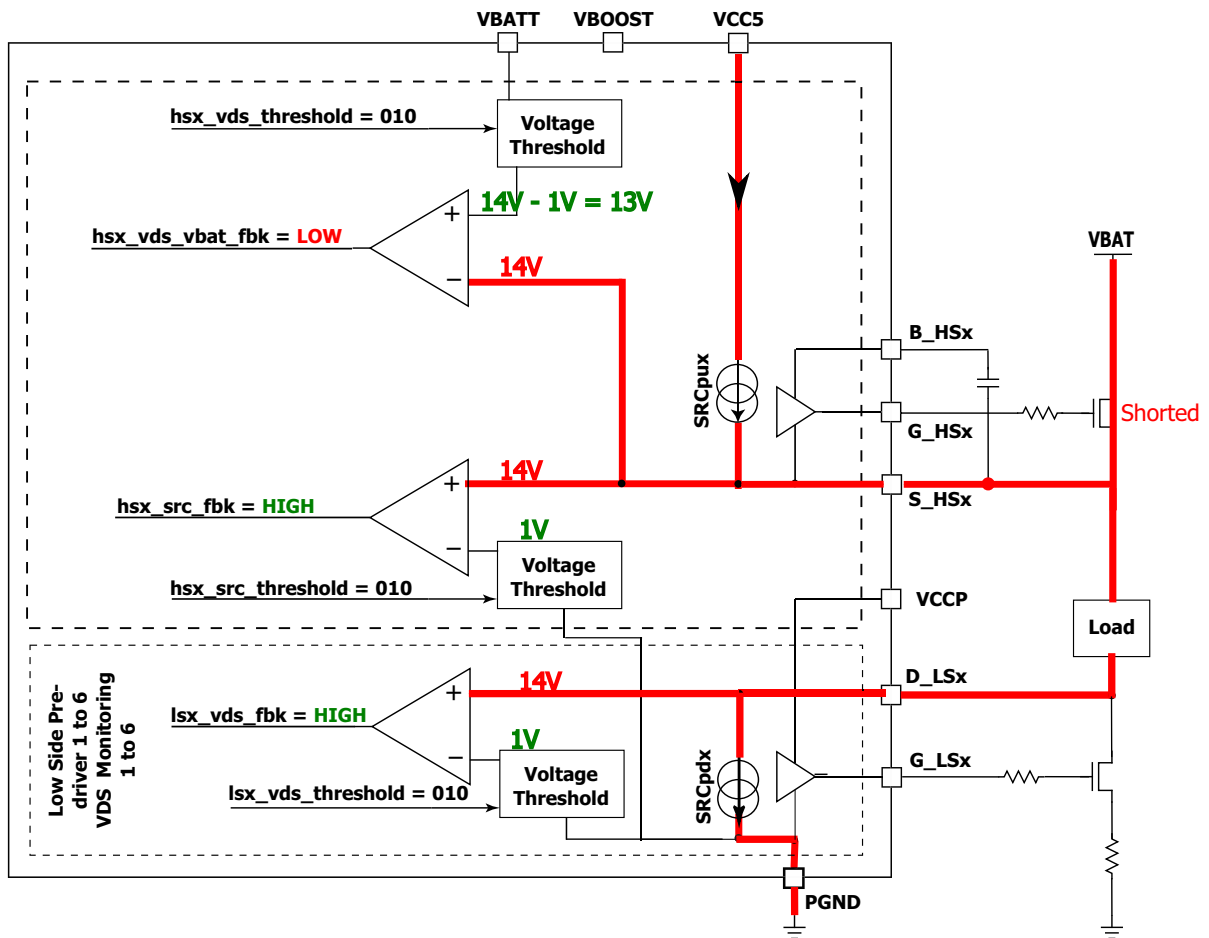 VBATT VBOOST VCC5
hsx_vds_threshold = 010
Voltage
Threshold
14V - 1V = 13V
+
hsx_vds_vbat_fbk = LOW
−
14V
VBAT
B_HSx
SRCpux
Shorted
G_HSx
14V
+
S_HSx
hsx_src_fbk = HIGH
1V
−
Voltage
Threshold
hsx_src_threshold = 010
VCCP
Load
D_LSx
14V
+
Low Side Pre-
driver 1 to 6
VDS Monitoring
1 to 6
lsx_vds_fbk = HIGH
1V
−
Voltage
Threshold
lsx_vds_threshold = 010
SRCpdx
G_LSx
PGND